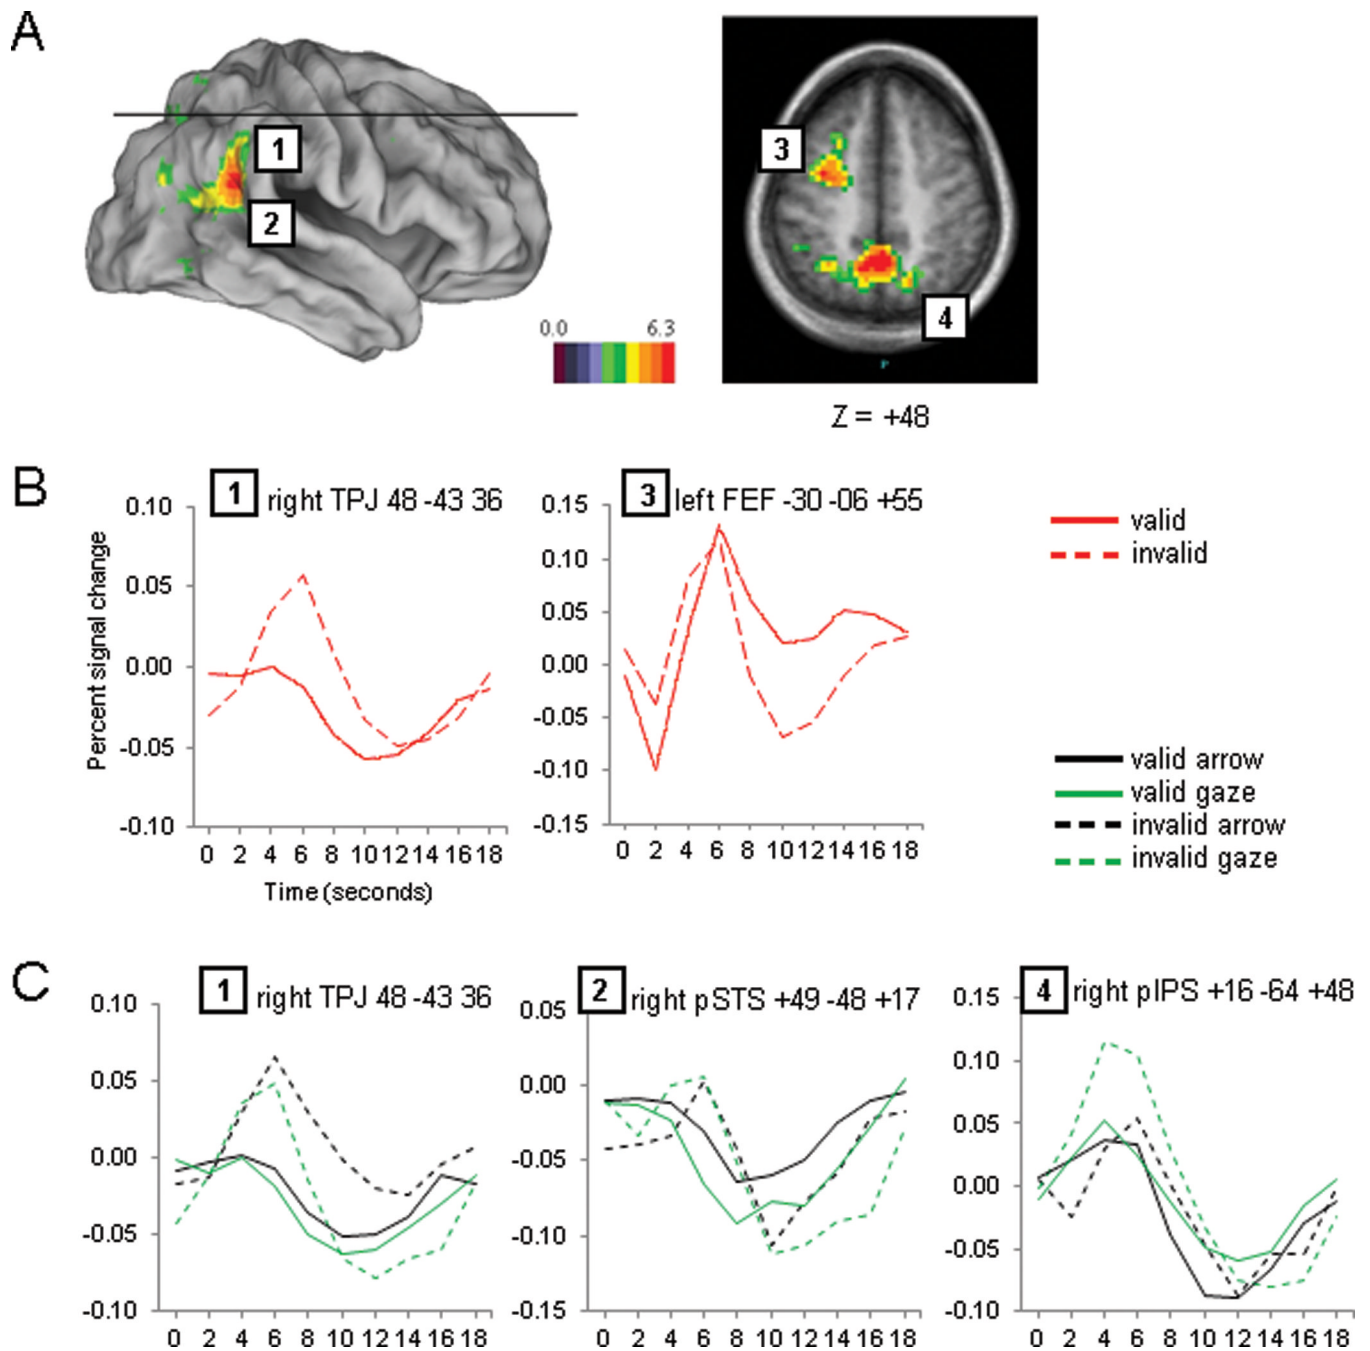 A
1
2
3
4
0.0 6.3
Z = +48
B
1 right TPJ 48 -43 36
3 left FEF -30 -06 +55
Percent signal change
0.10
0.05
0.00
-0.05
-0.10
0 2 4 6 8 10 12 14 16 18
Time (seconds)
0.15
0.10
0.05
0.00
-0.05
-0.10
-0.15
0 2 4 6 8 10 12 14 16 18
valid
invalid
valid arrow
valid gaze
invalid arrow
invalid gaze
C
1 right TPJ 48 -43 36
0.10
0.05
0.00
-0.05
-0.10
0 2 4 6 8 10 12 14 16 18
2 right pSTS +49 -48 +17
0.05
0.00
-0.05
-0.10
-0.15
0 2 4 6 8 10 12 14 16 18
4 right pIPS +16 -64 +48
0.15
0.10
0.05
0.00
-0.05
-0.10
0 2 4 6 8 10 12 14 16 18